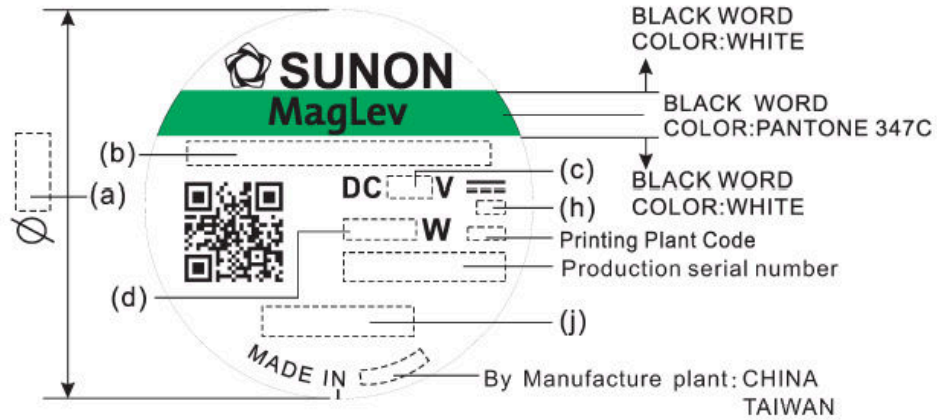 BLACK WORD
COLOR:WHITE
SUNON
MagLev
BLACK WORD
COLOR:PANTONE 347C
(b)
(a)
Ø
DC V
(c)
BLACK WORD
COLOR:WHITE
(h)
W
Printing Plant Code
Production serial number
(d)
(j)
MADE IN
By Manufacture plant: CHINA
TAIWAN